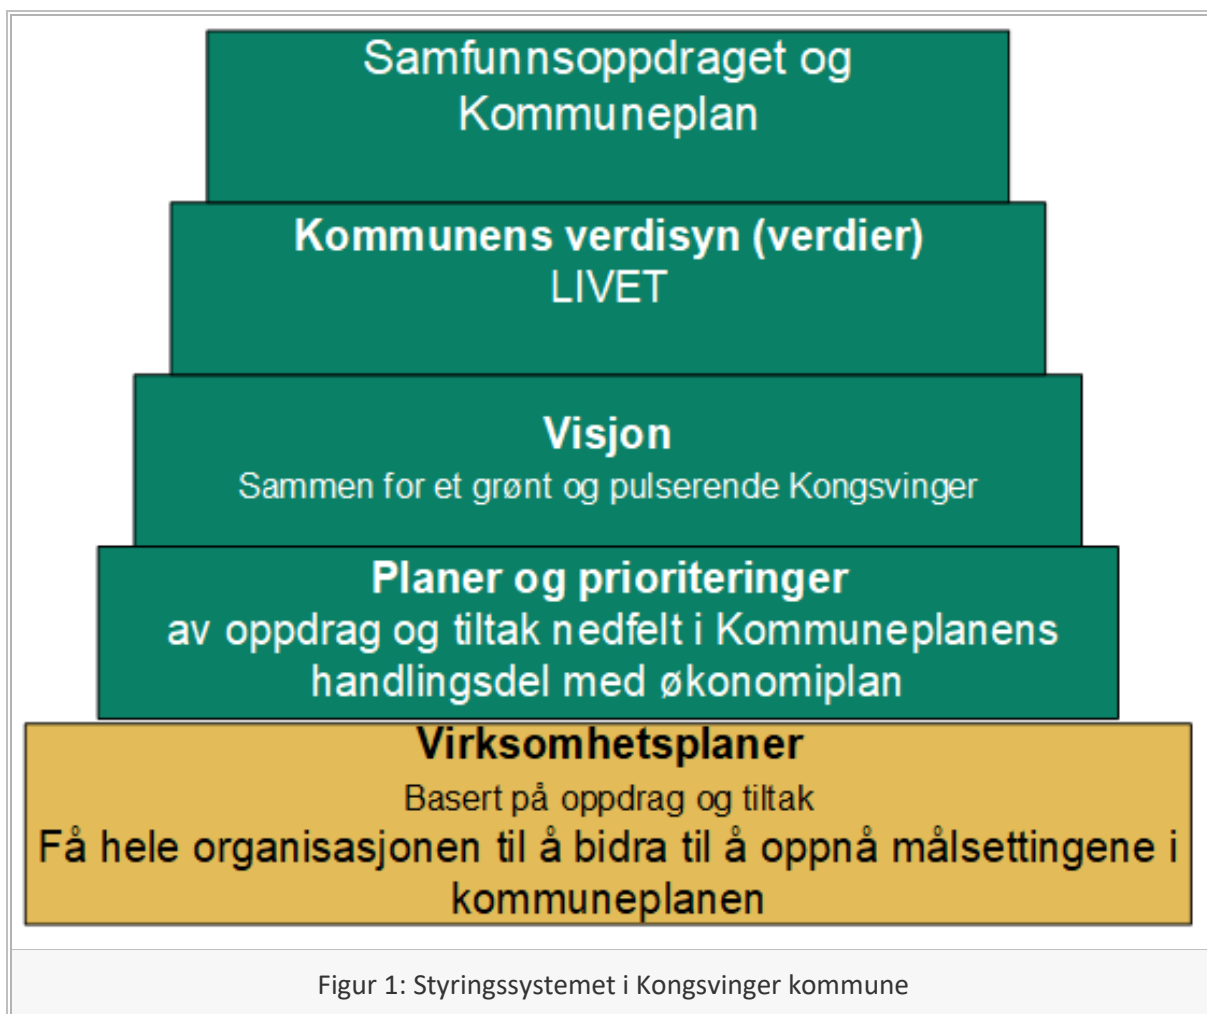 Samfunnsoppdraget og
Kommuneplan
Kommunens verdisyn (verdier)
LIVET
Visjon
Sammen for et grønt og pulserende Kongsvinger
Planer og prioriteringer
av oppdrag og tiltak nedfelt i Kommuneplanens
handlingsdel med økonomiplan
Virksomhetsplaner
Basert på oppdrag og tiltak
Få hele organisasjonen til å bidra til å oppnå målsettingene i
kommuneplanen
Figur 1: Styringssystemet i Kongsvinger kommune